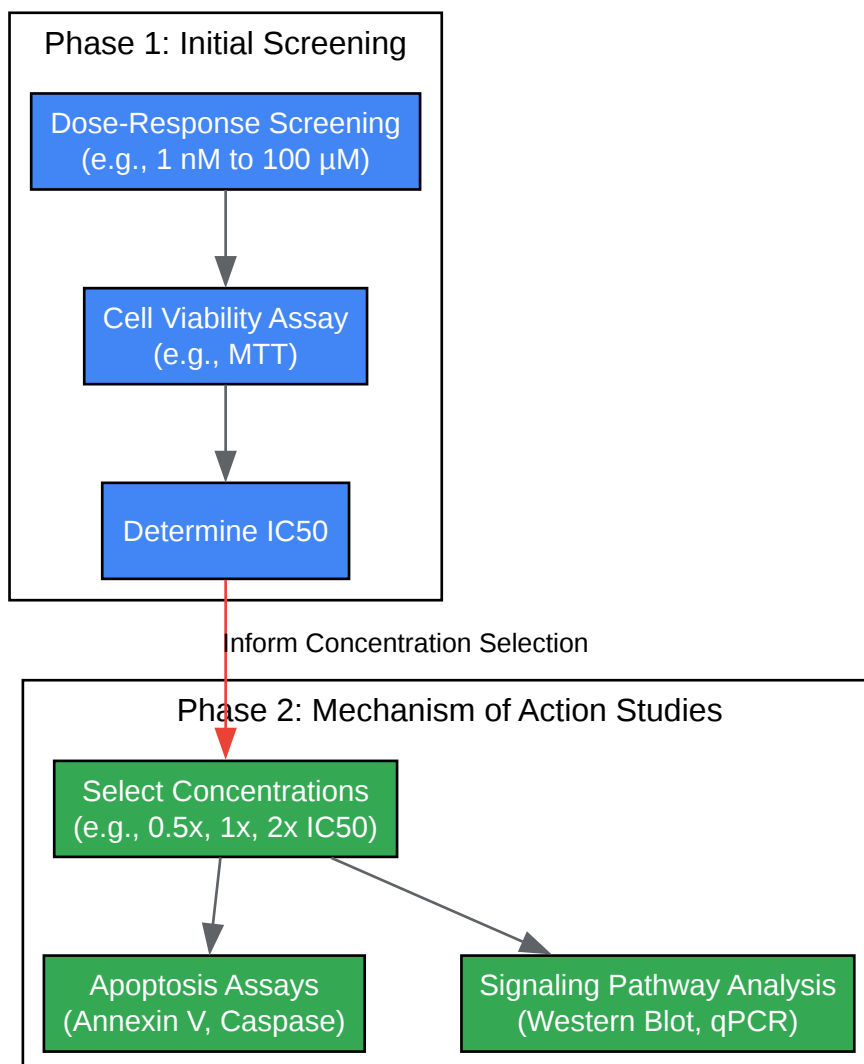 Phase 1: Initial Screening
Dose-Response Screening
(e.g., 1 nM to 100 µM)
Cell Viability Assay
(e.g., MTT)
Determine IC50
Inform Concentration Selection
Phase 2: Mechanism of Action Studies
Select Concentrations
(e.g., 0.5x, 1x, 2x IC50)
Apoptosis Assays
(Annexin V, Caspase)
Signaling Pathway Analysis
(Western Blot, qPCR)